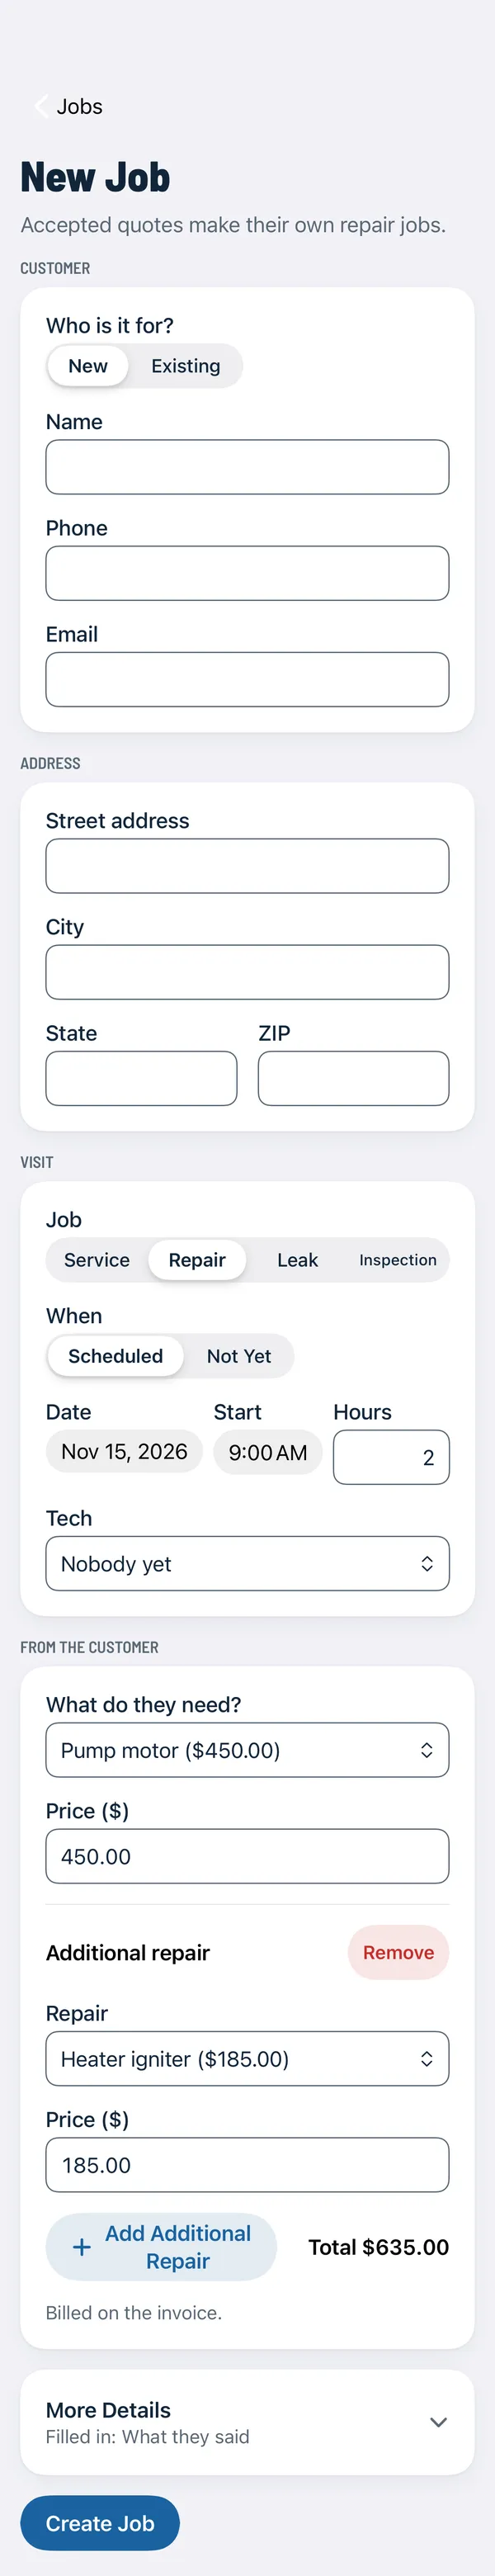 Jobs
New Job
Accepted quotes make their own repair jobs.
CUSTOMER
Who is it for?
New Existing
Name
Phone
Email
ADDRESS
Street address
City
State ZIP
VISIT
Job
Service Repair Leak Inspection
When
Scheduled Not Yet
Date Start Hours
Nov 15, 2026 9:00 AM 2
Tech
Nobody yet
FROM THE CUSTOMER
What do they need?
Pump motor ($450.00)
Price ($)
450.00
Additional repair Remove
Repair
Heater igniter ($185.00)
Price ($)
185.00
Add Additional
Repair
Total $635.00
Billed on the invoice.
More Details
Filled in: What they said
Create Job